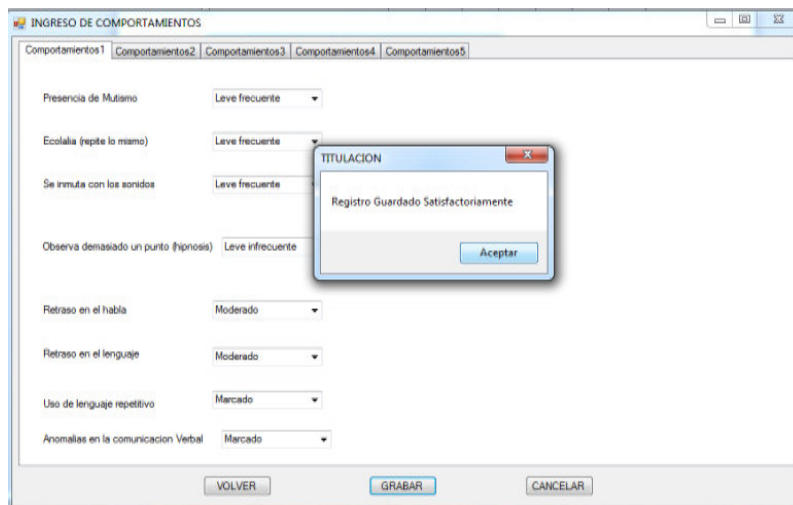 INGRESO DE COMPORTAMIENTOS
Comportamientos1 Comportamientos2 Comportamientos3 Comportamientos4 Comportamientos5
Presencia de Mutismo Leve frecuente
Ecolalia (repite lo mismo) Leve frecuente
Se inmuta con los sonidos Leve frecuente
Observa demasiado un punto (hipnosis) Leve infrecuente
Retraso en el habla Moderado
Retraso en el lenguaje Moderado
Uso de lenguaje repetitivo Marcado
Anomalias en la comunicacion Verbal Marcado
TITULACION
Registro Guardado Satisfactoriamente
Aceptar
VOLVER GRABAR CANCELAR